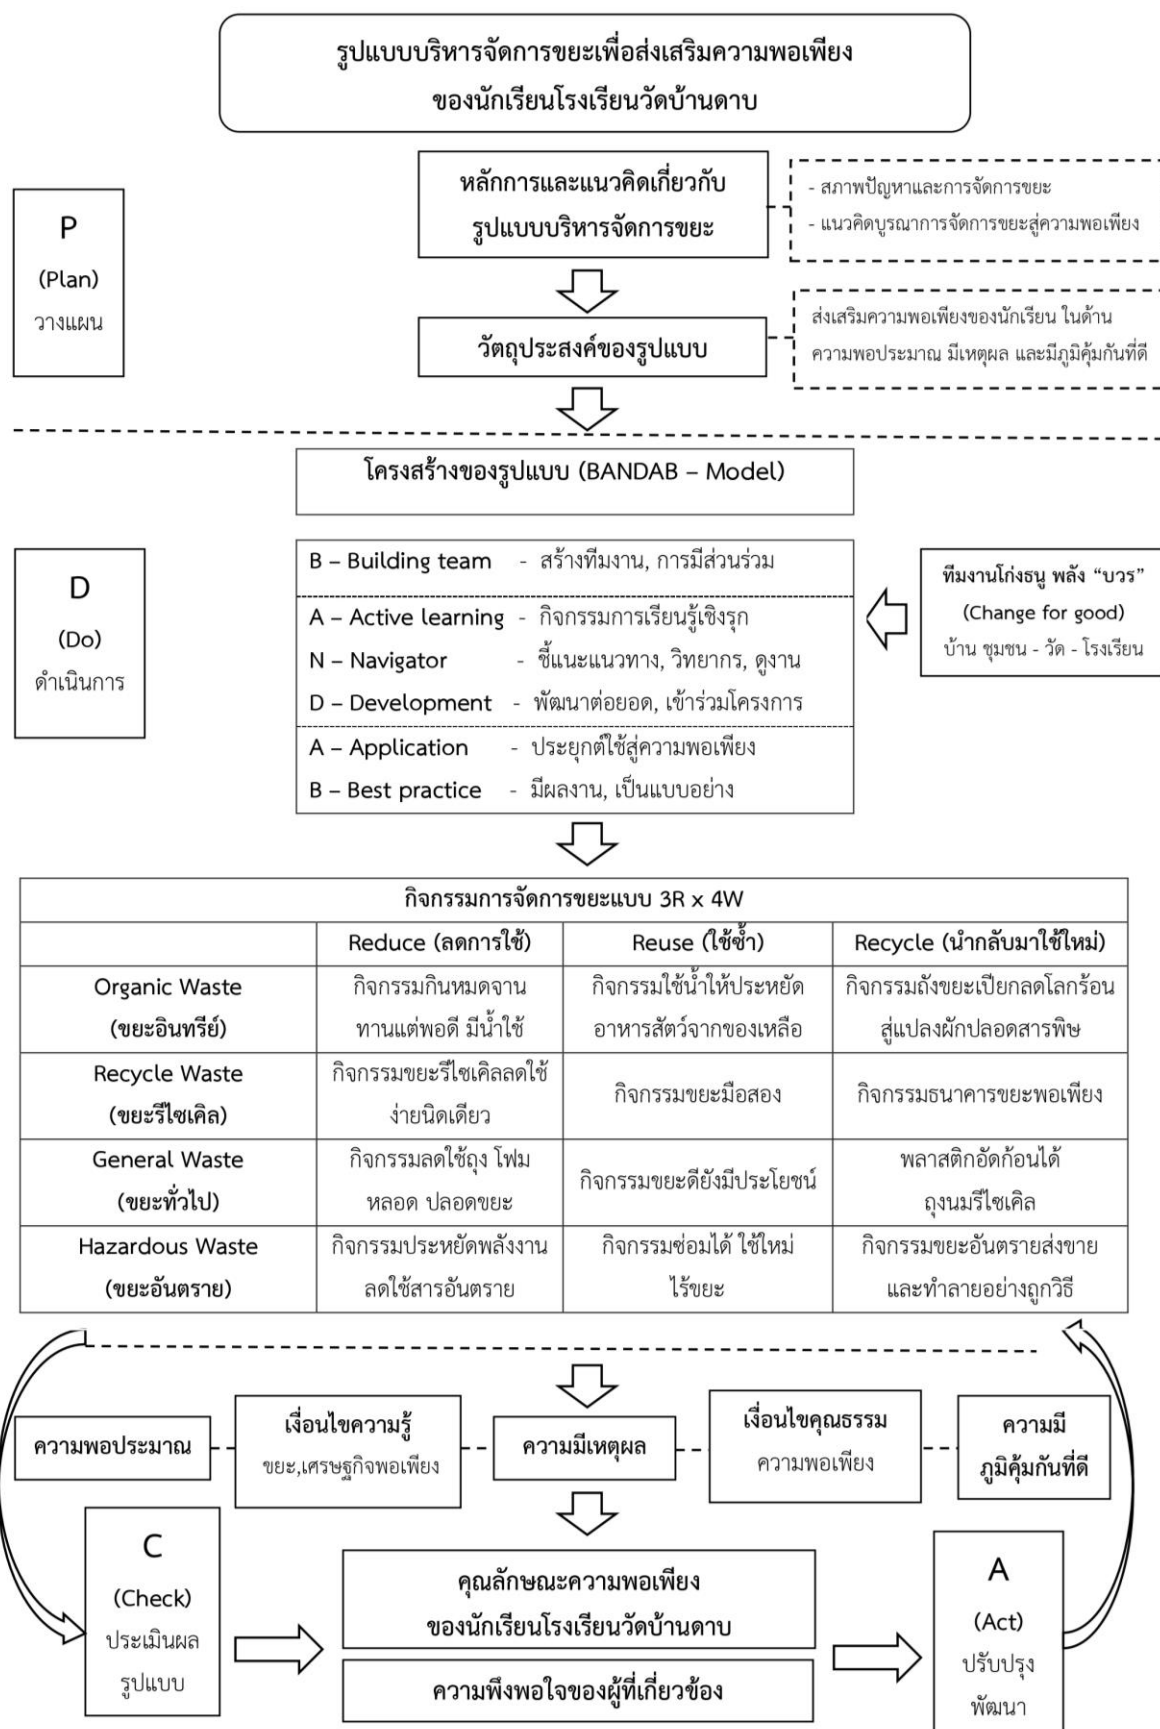 รูปแบบบริหารจัดการขยะเพื่อส่งเสริมความพอเพียง
ของนักเรียนโรงเรียนวัดบ้านดาบ
P
(Plan)
วางแผน
หลักการและแนวคิดเกี่ยวกับ
รูปแบบบริหารจัดการขยะ
- สภาพปัญหาและการจัดการขยะ
- แนวคิดบูรณาการจัดการขยะสู่ความพอเพียง
วัตถุประสงค์ของรูปแบบ
ส่งเสริมความพอเพียงของนักเรียน ในด้าน
ความพอประมาณ มีเหตุผล และมีภูมิคุ้มกันที่ดี
โครงสร้างของรูปแบบ (BANDAB – Model)
D
(Do)
ดำเนินการ
B – Building team - สร้างทีมงาน, การมีส่วนร่วม
A – Active learning - กิจกรรมการเรียนรู้เชิงรุก
N – Navigator - ชี้แนะแนวทาง, วิทยากร, ดูงาน
D – Development - พัฒนาต่อยอด, เข้าร่วมโครงการ
A – Application - ประยุกต์ใช้สู่ความพอเพียง
B – Best practice - มีผลงาน, เป็นแบบอย่าง
ทีมงานโก่งธนู พลัง “บวร”
(Change for good)
บ้าน ชุมชน - วัด - โรงเรียน
กิจกรรมการจัดการขยะแบบ 3R x 4W
Reduce (ลดการใช้) Reuse (ใช้ซ้ำ) Recycle (นำกลับมาใช้ใหม่)
Organic Waste
(ขยะอินทรีย์)
กิจกรรมกินหมดจาน
ทานแต่พอดี มีน้ำใช้
กิจกรรมใช้น้ำให้ประหยัด
อาหารสัตว์จากของเหลือ
กิจกรรมถังขยะเปียกลดโลกร้อน
สู่แปลงผักปลอดสารพิษ
Recycle Waste
(ขยะรีไซเคิล)
กิจกรรมขยะรีไซเคิลลดใช้
ง่ายนิดเดียว
กิจกรรมขยะมือสอง
กิจกรรมธนาคารขยะพอเพียง
General Waste
(ขยะทั่วไป)
กิจกรรมลดใช้ถุง โฟม
หลอด ปลอดขยะ
กิจกรรมขยะดียังมีประโยชน์
พลาสติกอัดก้อนได้
ถุงนมรีไซเคิล
Hazardous Waste
(ขยะอันตราย)
กิจกรรมประหยัดพลังงาน
ลดใช้สารอันตราย
กิจกรรมซ่อมได้ ใช้ใหม่
ไร้ขยะ
กิจกรรมขยะอันตรายส่งขาย
และทำลายอย่างถูกวิธี
ความพอประมาณ
เงื่อนไขความรู้
ขยะ,เศรษฐกิจพอเพียง
ความมีเหตุผล
เงื่อนไขคุณธรรม
ความพอเพียง
ความมี
ภูมิคุ้มกันที่ดี
C
(Check)
ประเมินผล
รูปแบบ
คุณลักษณะความพอเพียง
ของนักเรียนโรงเรียนวัดบ้านดาบ
ความพึงพอใจของผู้ที่เกี่ยวข้อง
A
(Act)
ปรับปรุง
พัฒนา